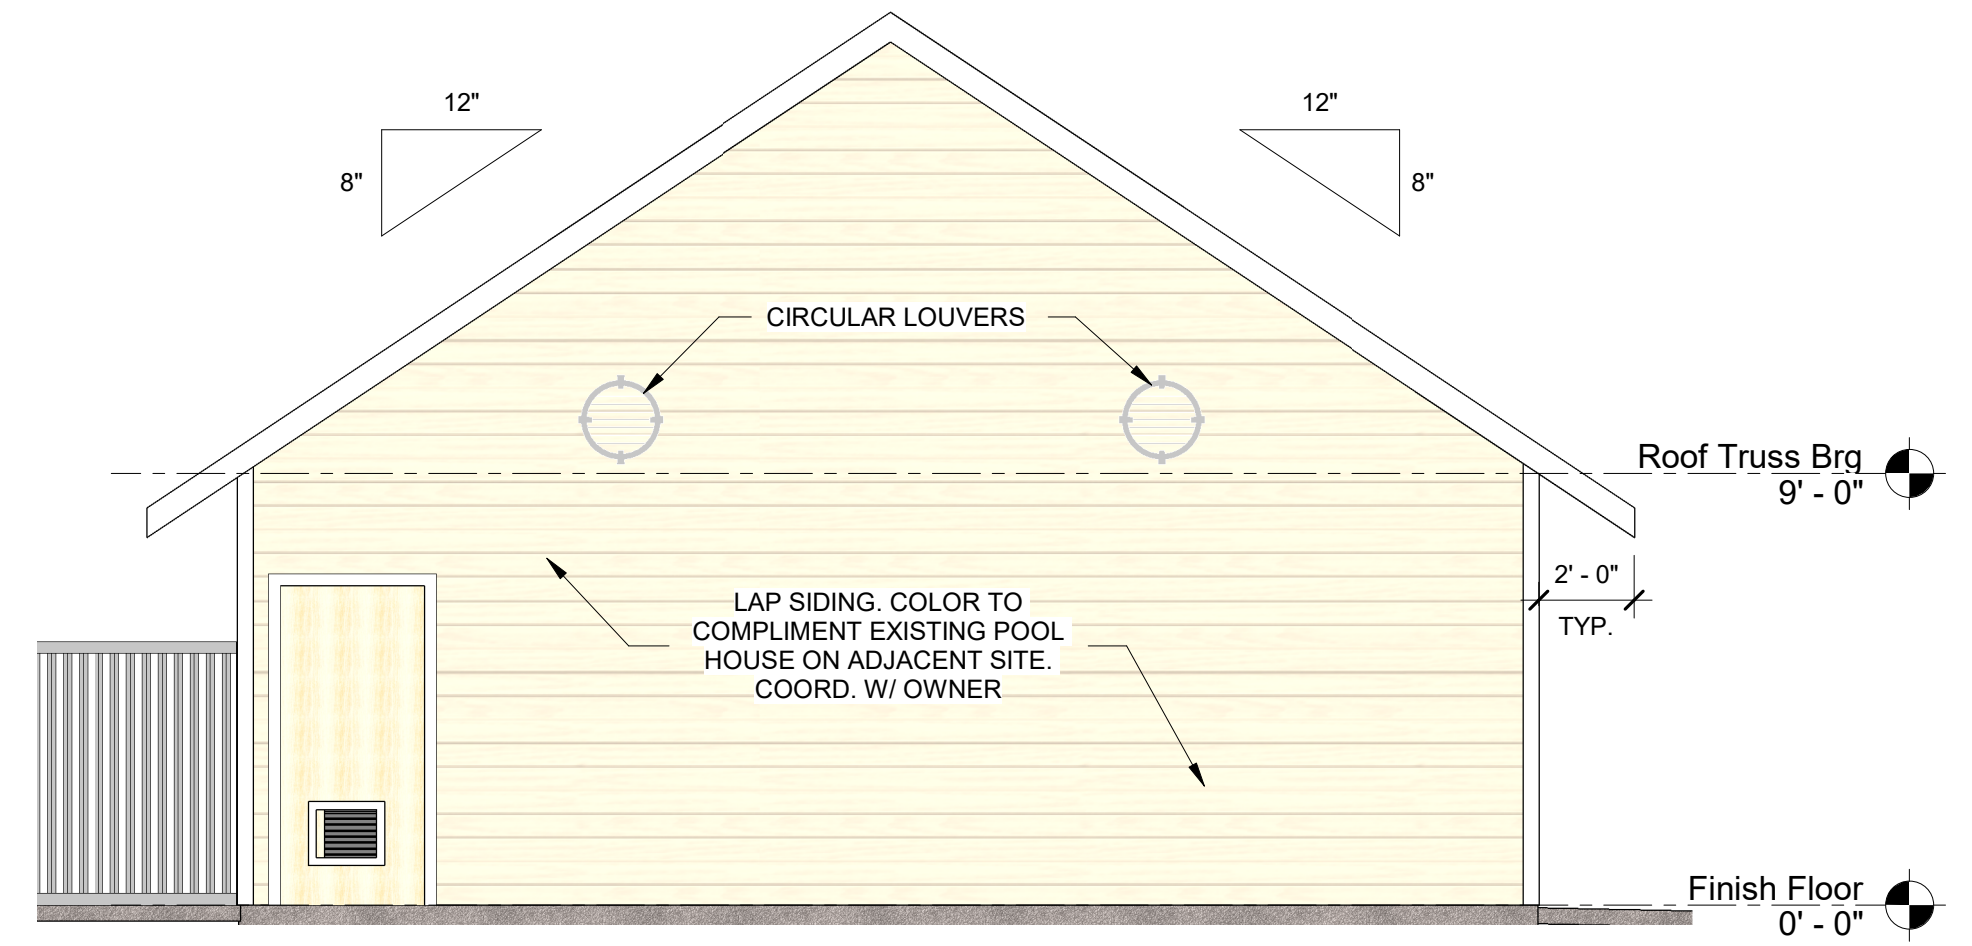 12"
12"
8"
8"
CIRCULAR LOUVERS
Roof Truss Brg
9' - 0"
2' - 0"
TYP.
LAP SIDING. COLOR TO
COMPLIMENT EXISTING POOL
HOUSE ON ADJACENT SITE.
COORD. W/ OWNER
Finish Floor
0' - 0"